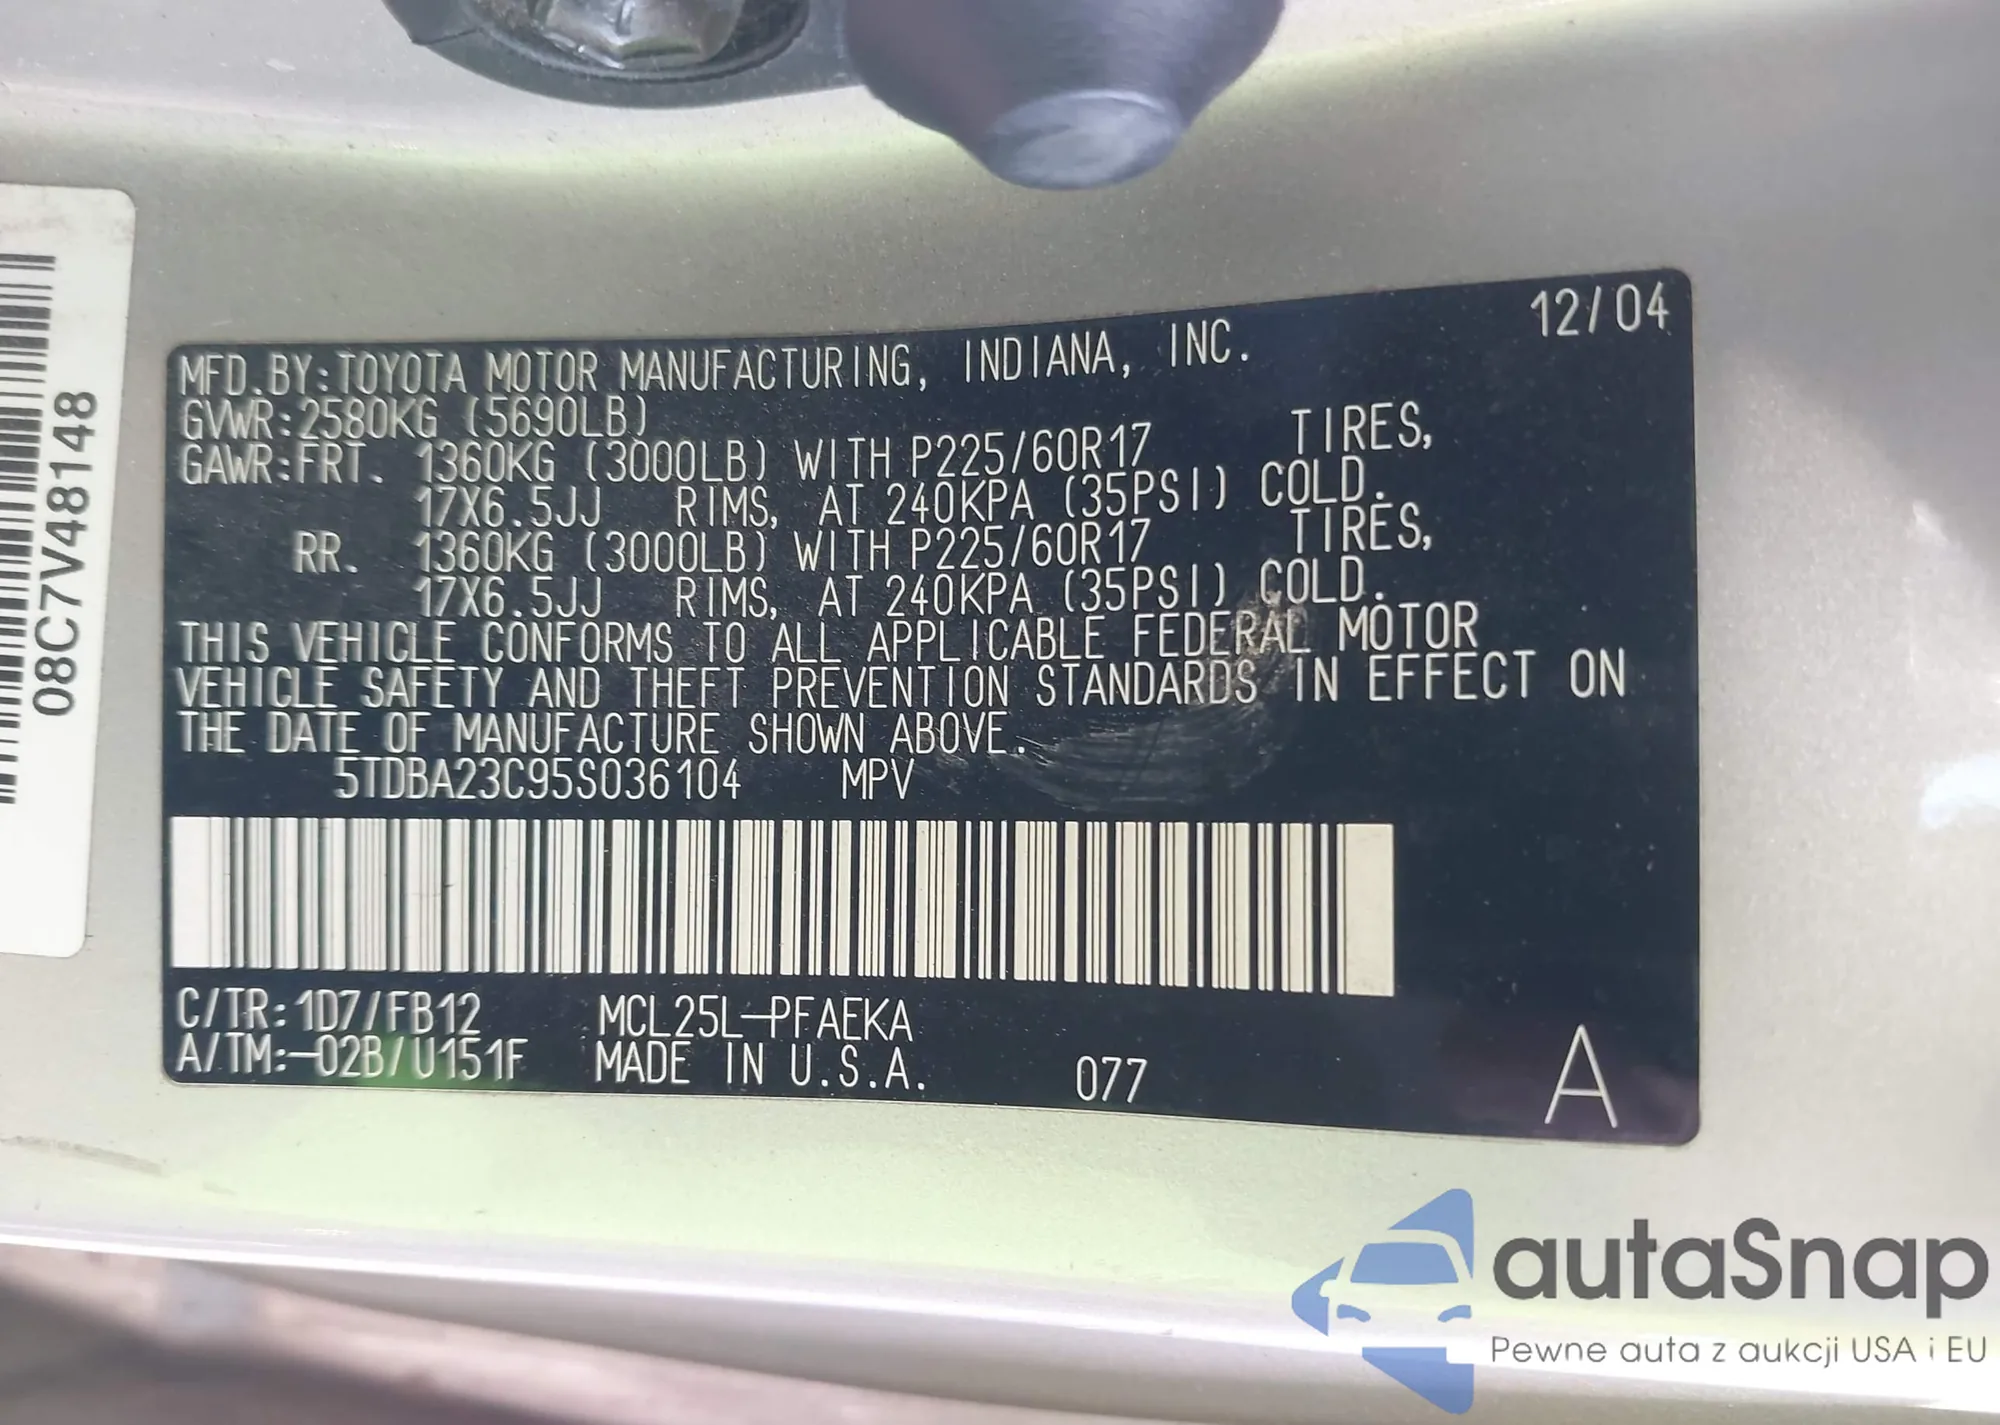 12/04
MFD.BY:TOYOTA MOTOR MANUFACTURING, INDIANA, INC.
GVWR:2580KG (5690LB)
GAWR:FRT. 1360KG (3000LB) WITH P225/60R17 TIRES,
17X6.5JJ RIMS, AT 240KPA (35PSI) COLD.
RR. 1360KG (3000LB) WITH P225/60R17 TIRES,
17X6.5JJ RIMS, AT 240KPA (35PSI) COLD.
THIS VEHICLE CONFORMS TO ALL APPLICABLE FEDERAL MOTOR
VEHICLE SAFETY AND THEFT PREVENTION STANDARDS IN EFFECT ON
THE DATE OF MANUFACTURE SHOWN ABOVE.
5TDBA23C95S036104 MPV
C/TR:1D7/FB12 MCL25L-PFAEKA
A/TM:-02B/U151F MADE IN U.S.A. 077 A
08C7V48148
autaSnap
Pewne auta z aukcji USA i EU